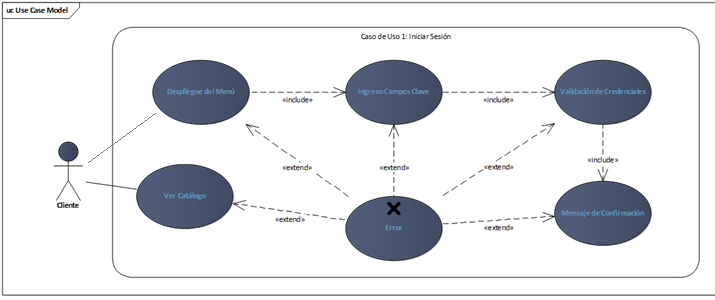 uc Use Case Model
Caso de Uso 1: Iniciar Sesión
Despliegue del Menú
«include»
Ingreso Campos Clave
«include»
Validación de Credenciales
«extend»
«extend»
«extend»
«include»
Cliente
Ver Catálogo
«extend»
Error
«extend»
Mensaje de Confirmación